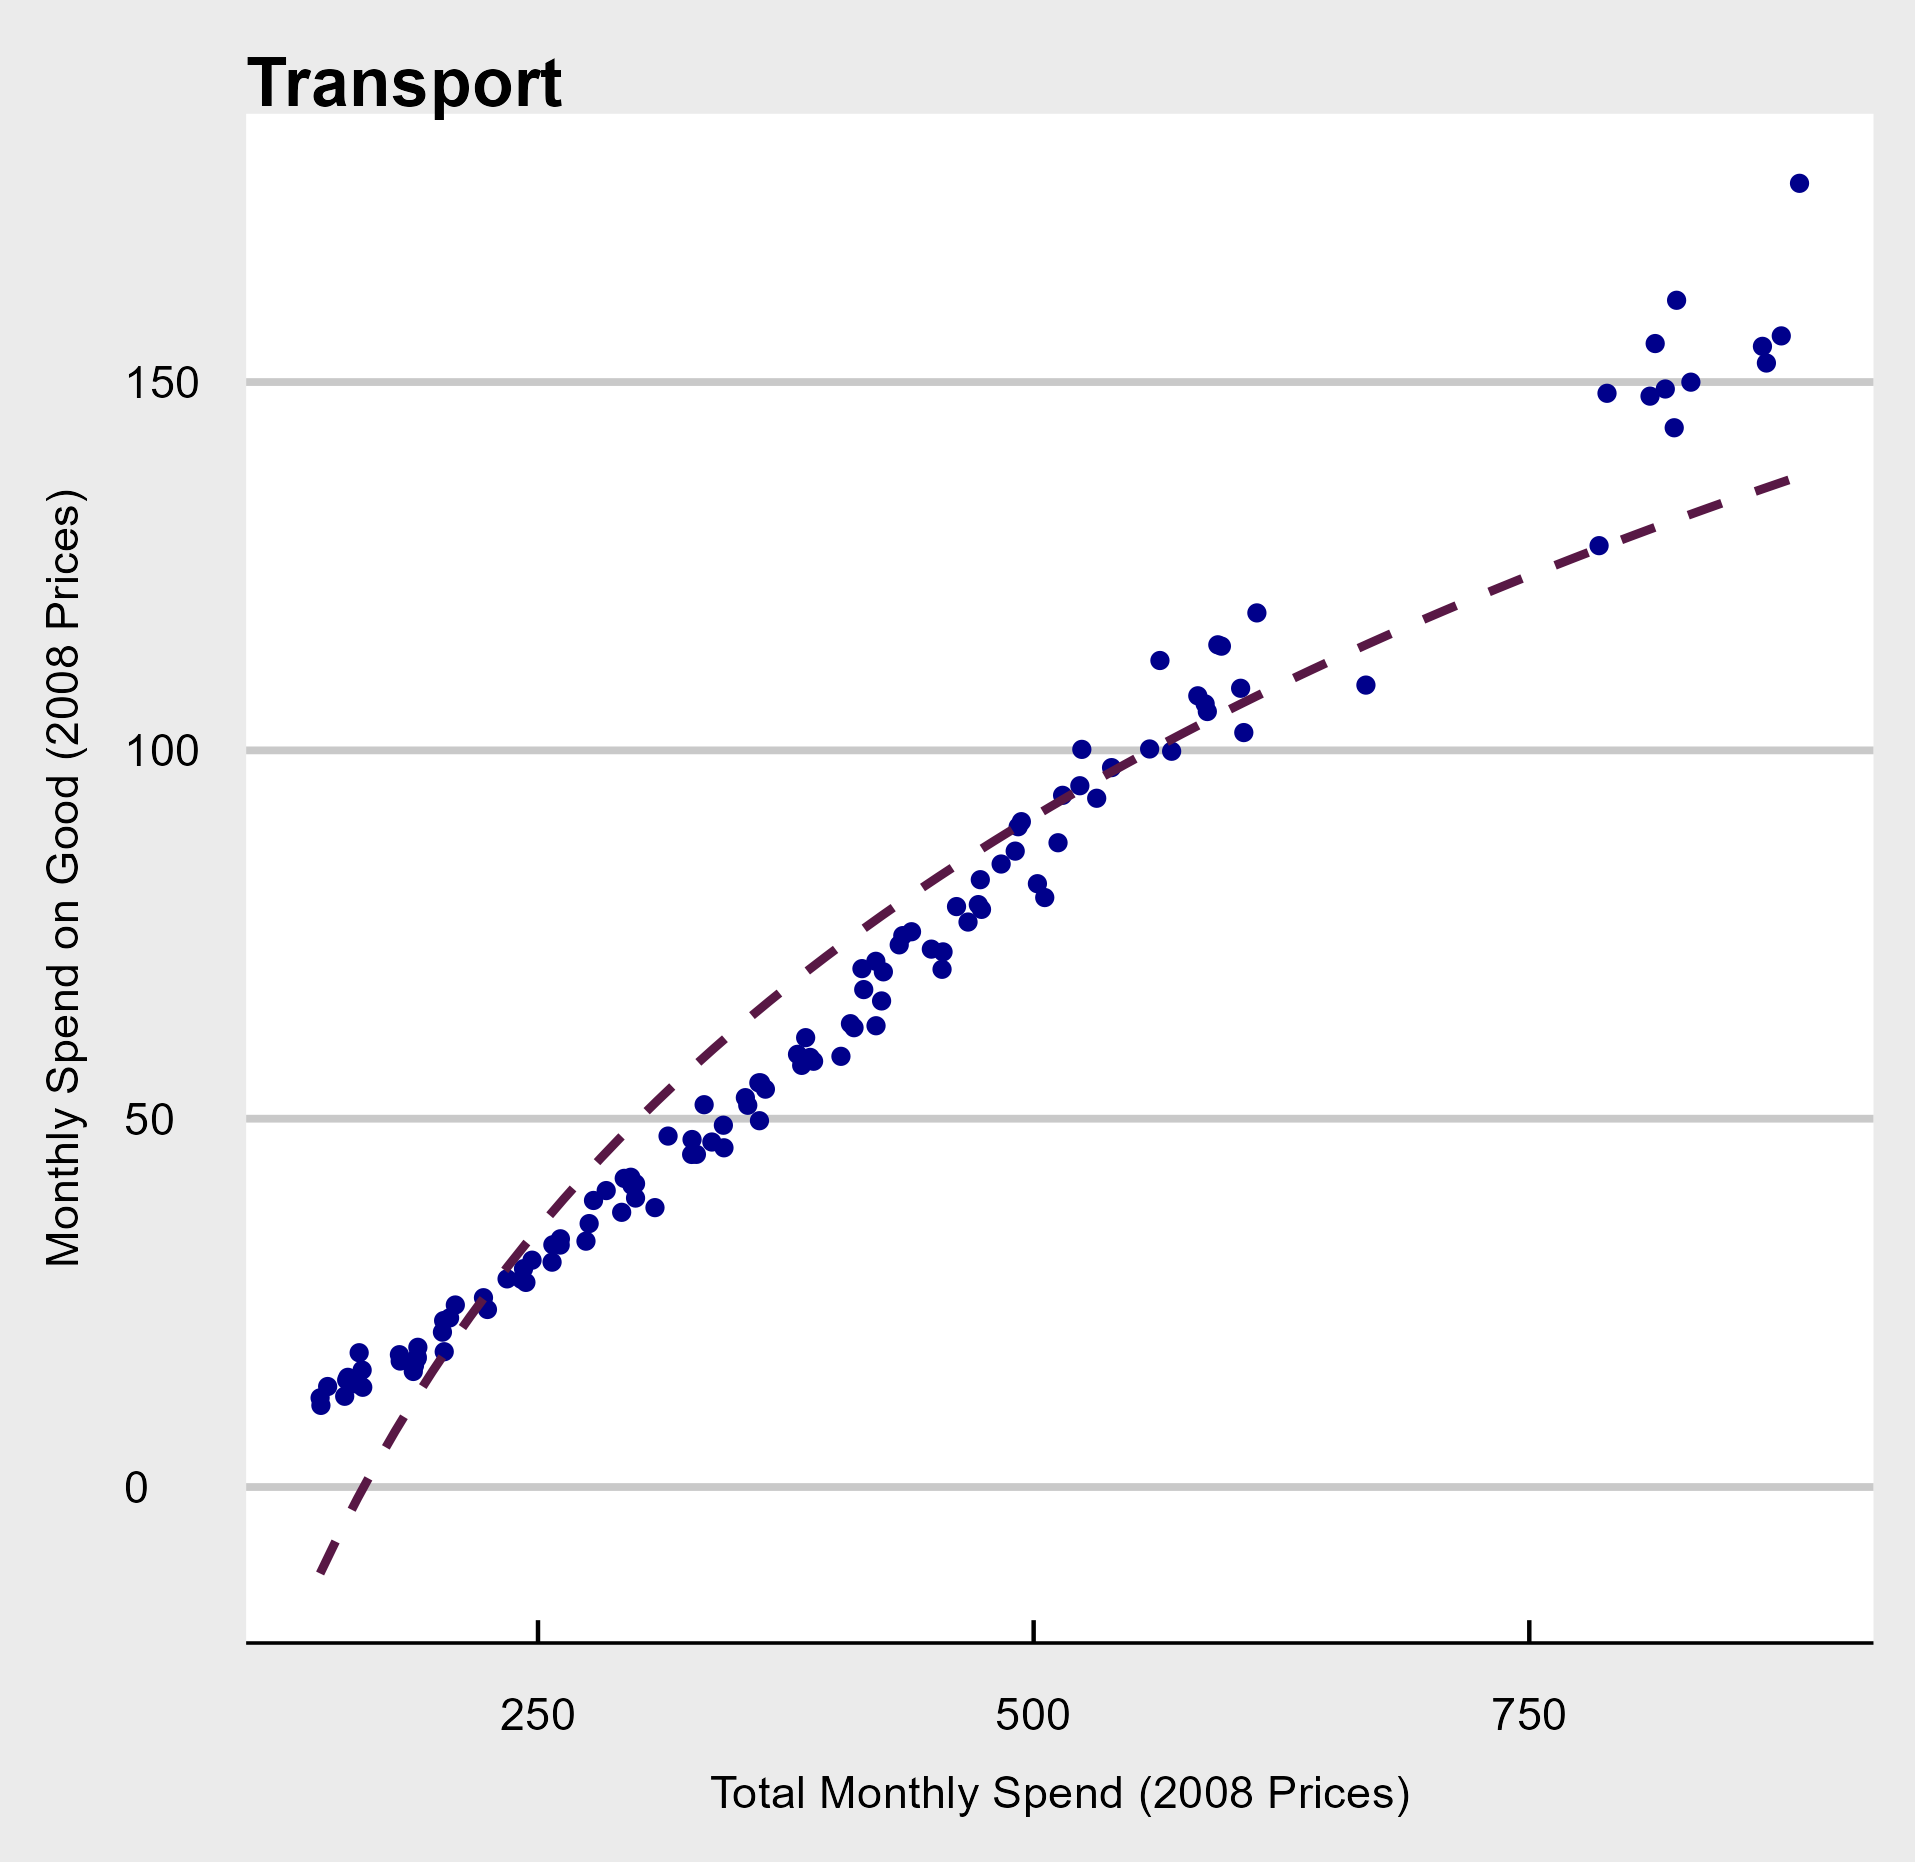 Transport
Monthly Spend on Good (2008 Prices)
150
100
50
0
250 500 750
Total Monthly Spend (2008 Prices)